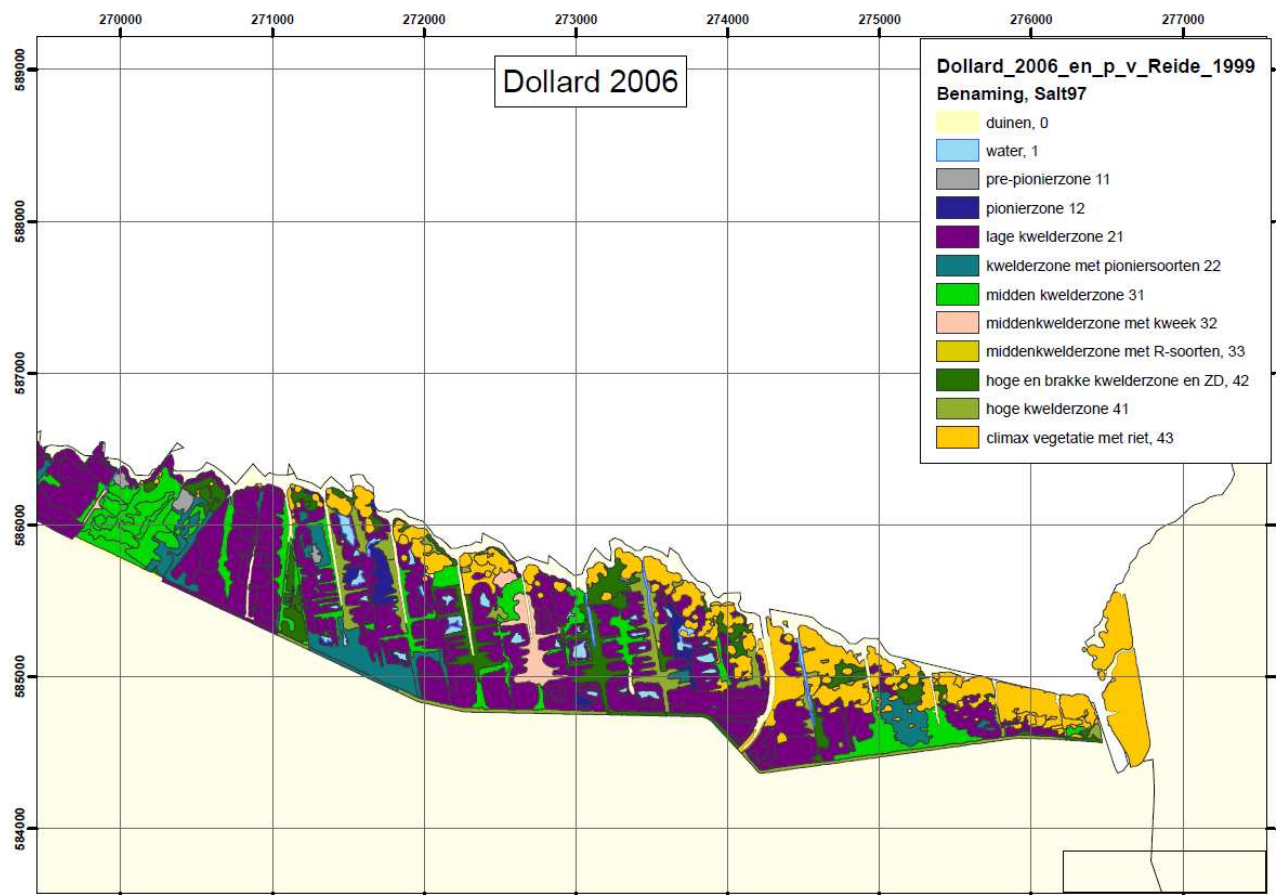 270000 271000 272000 273000 274000 275000 276000 277000
Dollard 2006
Dollard_2006_en_p_v_Reide_1999
Benaming, Salt97
duinen, 0
water, 1
pre-pionierzone 11
pionierzone 12
lage kwelderzone 21
kwelderzone met pioniersoorten 22
midden kwelderzone 31
middenkwelderzone met kweek 32
middenkwelderzone met R-soorten, 33
hoge en brakke kwelderzone en ZD, 42
hoge kwelderzone 41
climax vegetatie met riet, 43
589000
588000
587000
586000
585000
584000